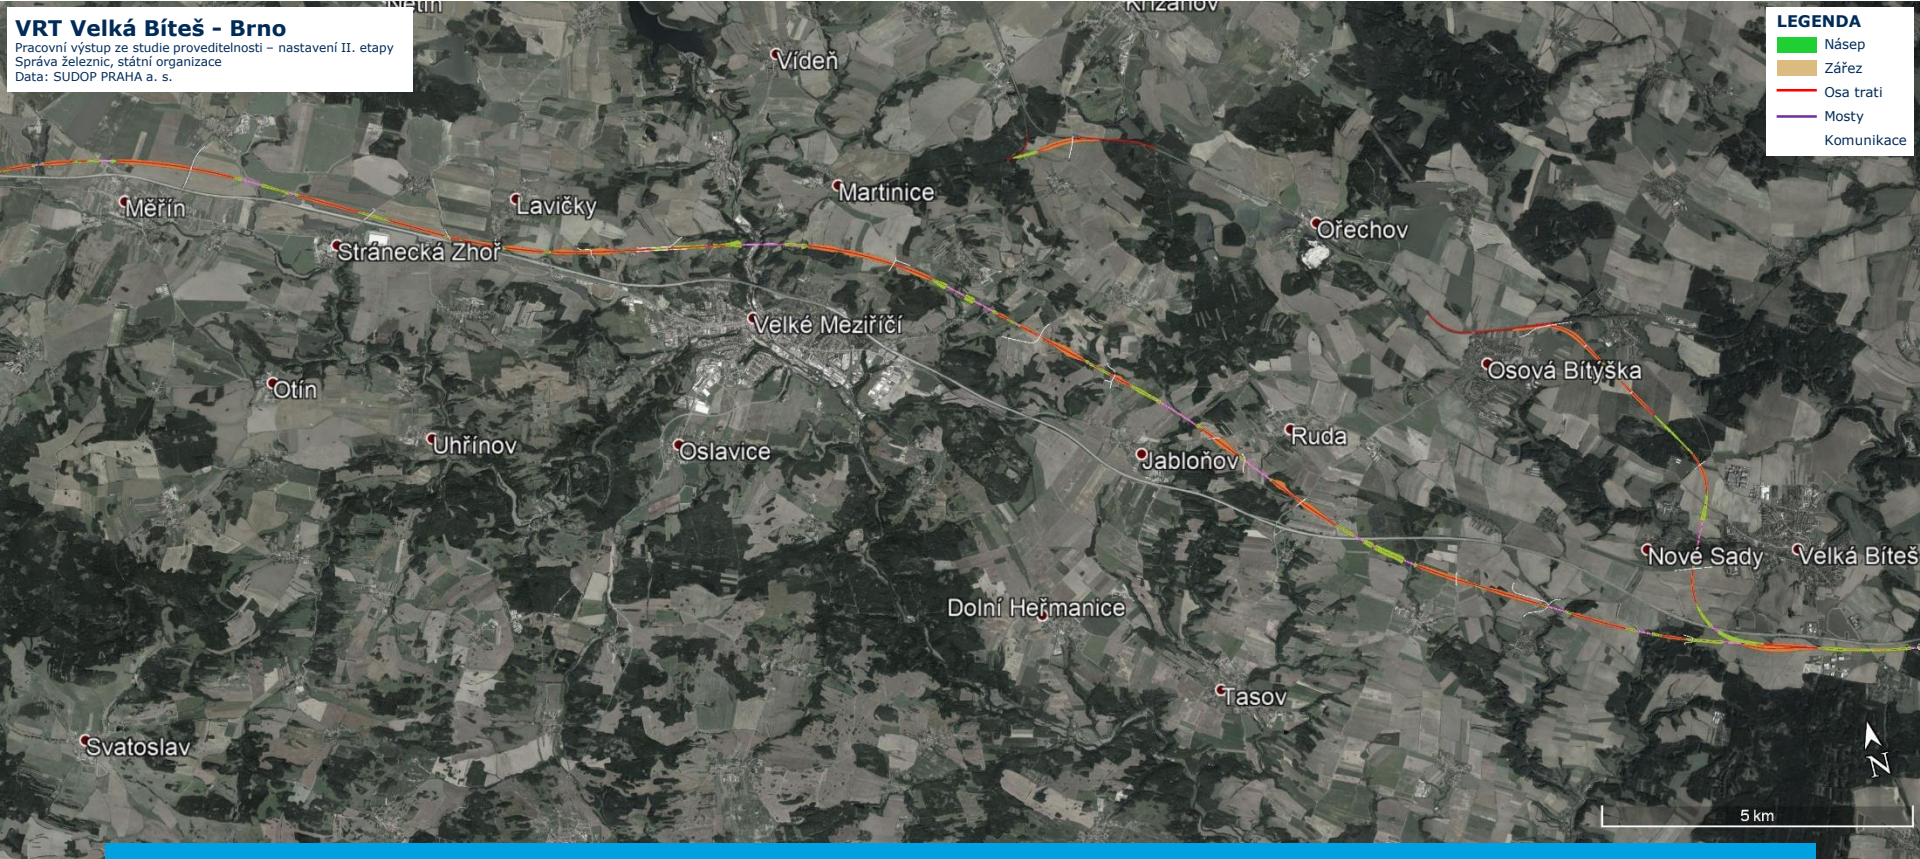 Netín
Křižanov
VRT Velká Bíteš - Brno
Pracovní výstup ze studie proveditelnosti – nastavení II. etapy
Správa železnic, státní organizace
Data: SUDOP PRAHA a. s.
LEGENDA
Násep
Zářez
Osa trati
Mosty
Komunikace
Vídeň
Martinice
Měřín
Lavičky
Ořechov
Stránecká Zhoř
Velké Meziříčí
Osová Bítýška
Otín
Ruda
Uhřínov
Oslavice
Jabloňov
Nové Sady
Velká Bíteš
Dolní Heřmanice
Tasov
Svatoslav
N
5 km